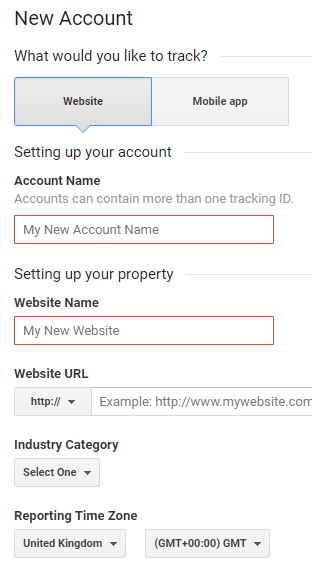 New Account
What would you like to track?
Website Mobile app
Setting up your account
Account Name
Accounts can contain more than one tracking ID.
My New Account Name
Setting up your property
Website Name
My New Website
Website URL
http:// Example: http://www.mywebsite.com
Industry Category
Select One
Reporting Time Zone
United Kingdom (GMT+00:00) GMT